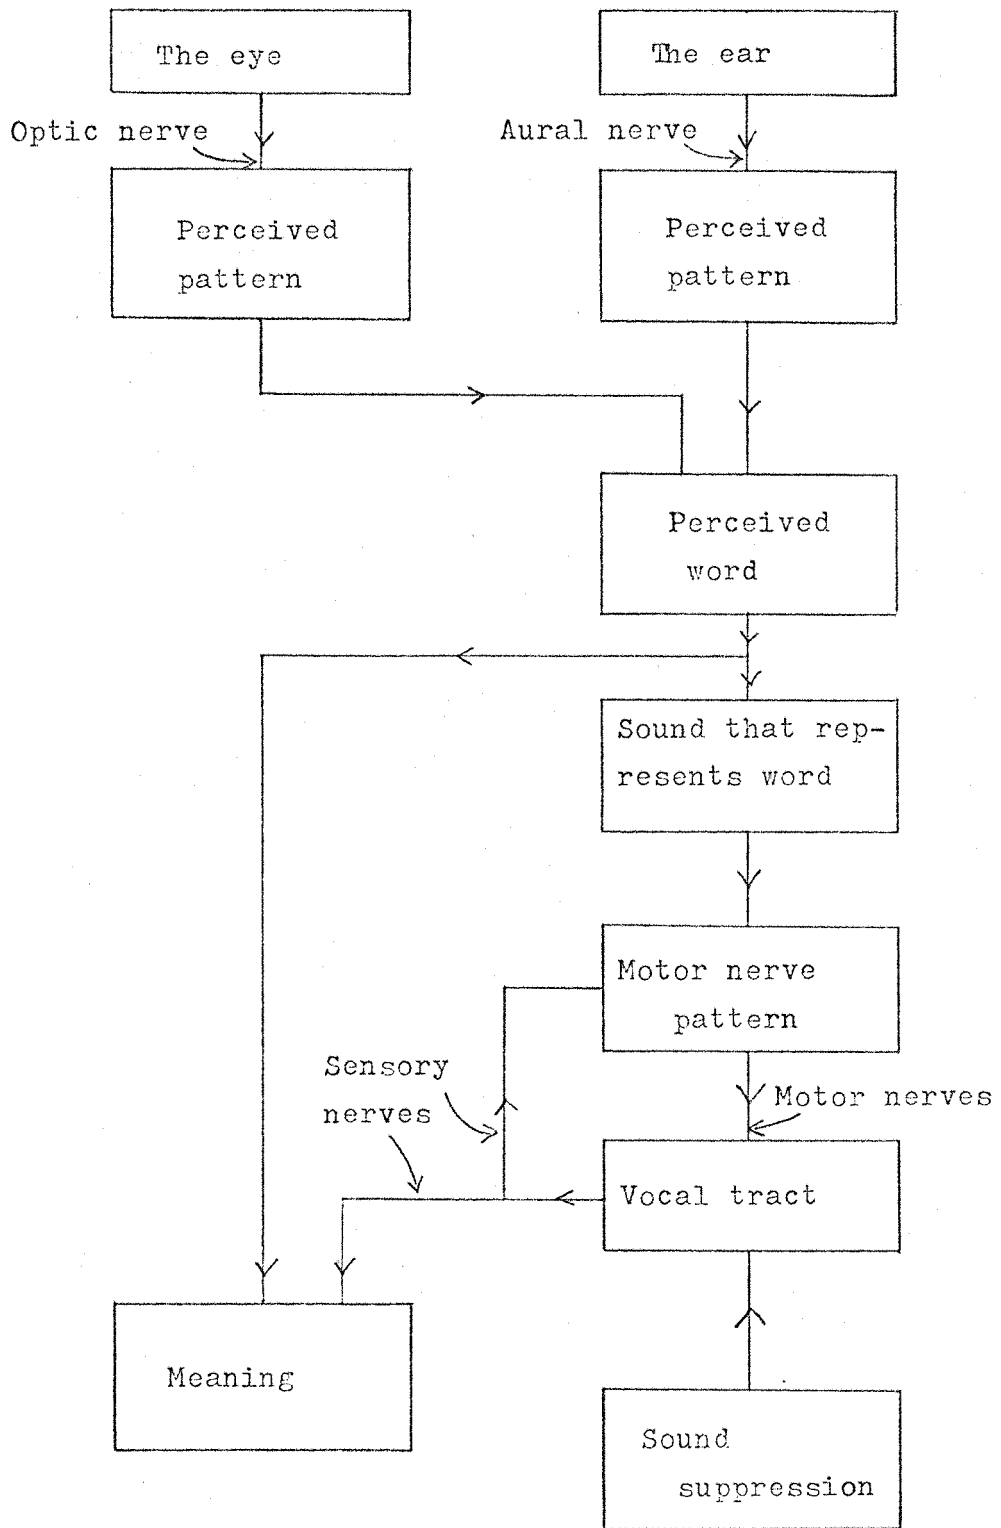 The eye
The ear
Optic nerve
Aural nerve
Perceived
pattern
Perceived
pattern
Perceived
word
Sound that rep-
resents word
Motor nerve
pattern
Sensory
nerves
Motor nerves
Vocal tract
Meaning
Sound
suppression